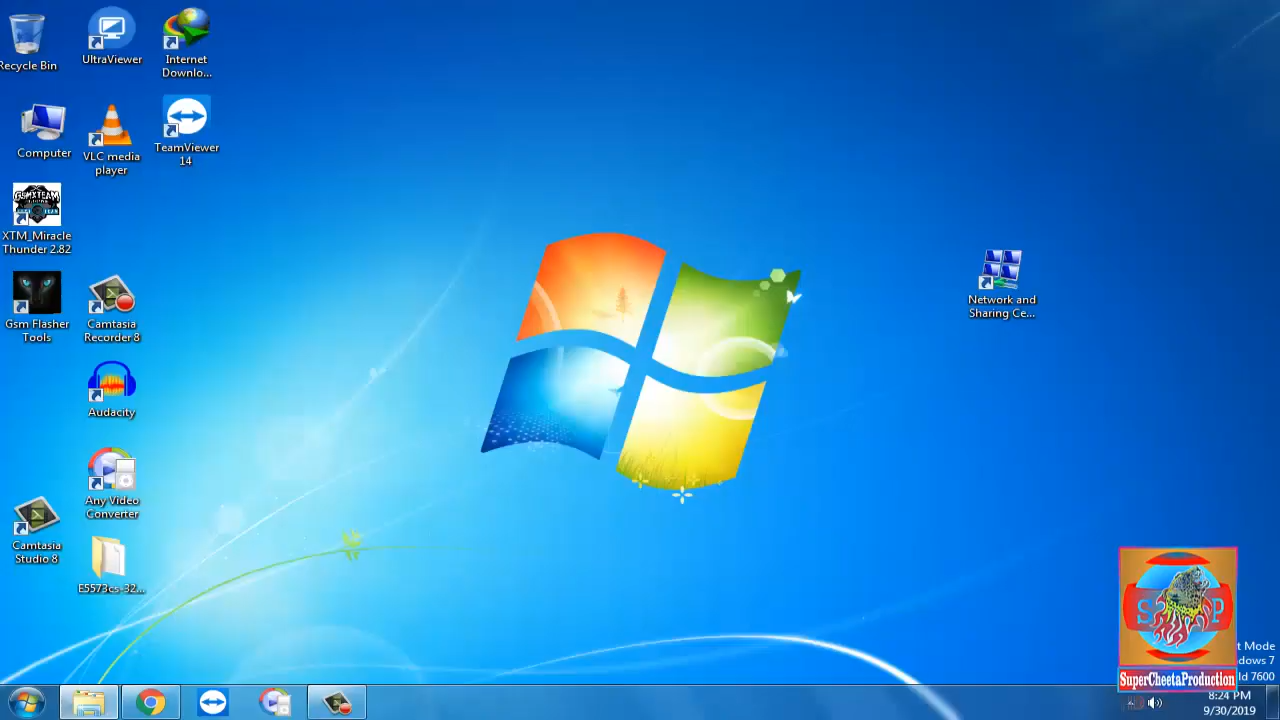 Recycle Bin
UltraViewer
Internet
Downlo...
Computer
VLC media
player
TeamViewer
14
GSMXTEAM
XTM_Miracle
Thunder 2.82
Gsm Flasher
Tools
Camtasia
Recorder 8
Audacity
Any Video
Converter
Camtasia
Studio 8
E5573cs-32...
Network and
Sharing Ce...
S P
SuperCheetaProduction
t Mode
dows 7
ld 7600
8:24 PM
9/30/2019